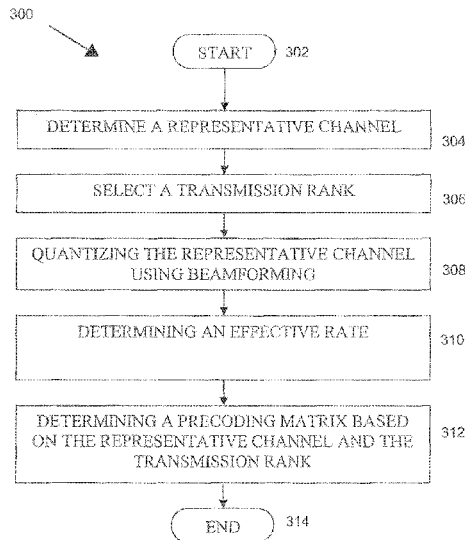 300
START
302
DETERMINE A REPRESENTATIVE CHANNEL
304
SELECT A TRANSMISSION RANK
306
QUANTIZING THE REPRESENTATIVE CHANNEL
USING BEAMFORMING
308
DETERMINING AN EFFECTIVE RATE
310
DETERMINING A PRECODING MATRIX BASED
ON THE REPRESENTATIVE CHANNEL AND THE
TRANSMISSION RANK
312
END
314